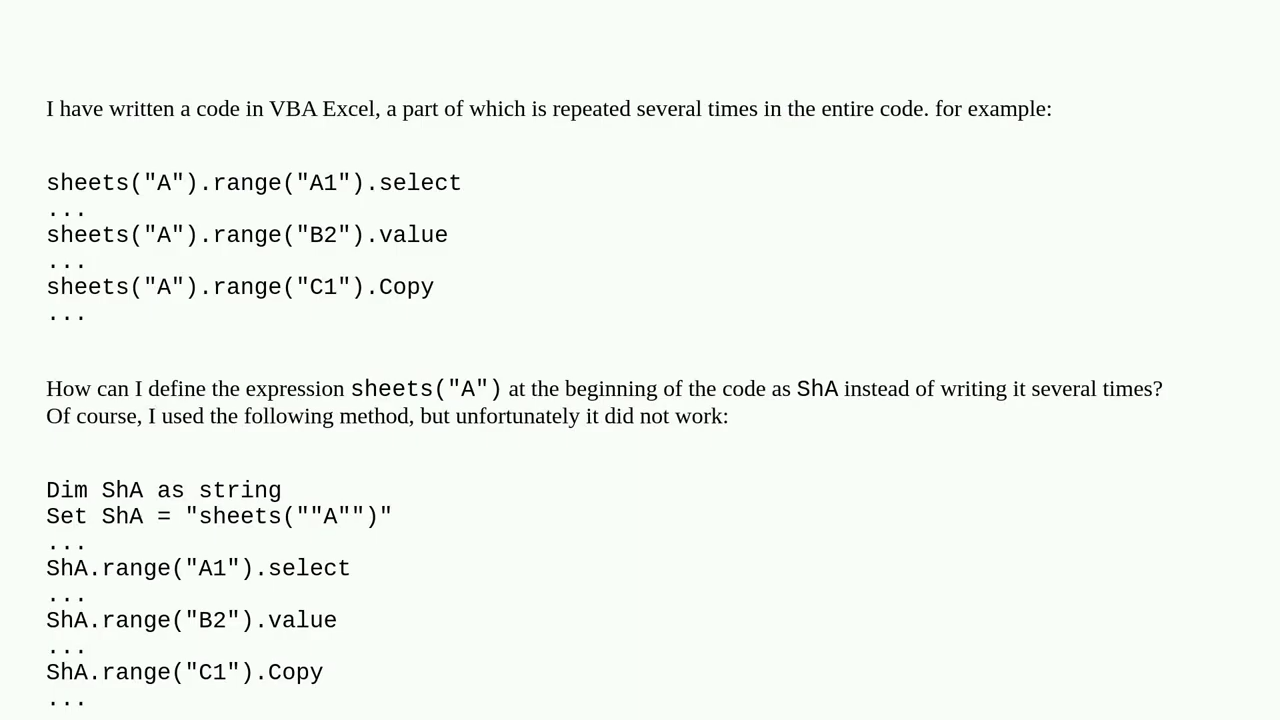 I have written a code in VBA Excel, a part of which is repeated several times in the entire code. for example:
sheets("A").range("A1").select
...
sheets("A").range("B2").value
...
sheets("A").range("C1").Copy
...
How can I define the expression sheets("A") at the beginning of the code as ShA instead of writing it several times?
Of course, I used the following method, but unfortunately it did not work:
Dim ShA as string
Set ShA = "sheets(""A"")"
...
ShA.range("A1").select
...
ShA.range("B2").value
...
ShA.range("C1").Copy
...